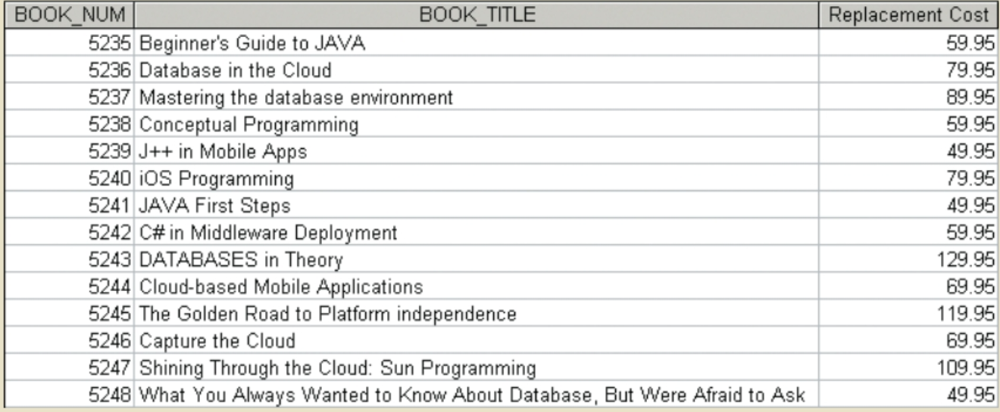 BOOK_NUM BOOK_TITLE Replacement Cost
5235 Beginner's Guide to JAVA 59.95
5236 Database in the Cloud 79.95
5237 Mastering the database environment 89.95
5238 Conceptual Programming 59.95
5239 J++ in Mobile Apps 49.95
5240 iOS Programming 79.95
5241 JAVA First Steps 49.95
5242 C# in Middleware Deployment 59.95
5243 DATABASES in Theory 129.95
5244 Cloud-based Mobile Applications 69.95
5245 The Golden Road to Platform independence 119.95
5246 Capture the Cloud 69.95
5247 Shining Through the Cloud: Sun Programming 109.95
5248 What You Always Wanted to Know About Database, But Were Afraid to Ask 49.95